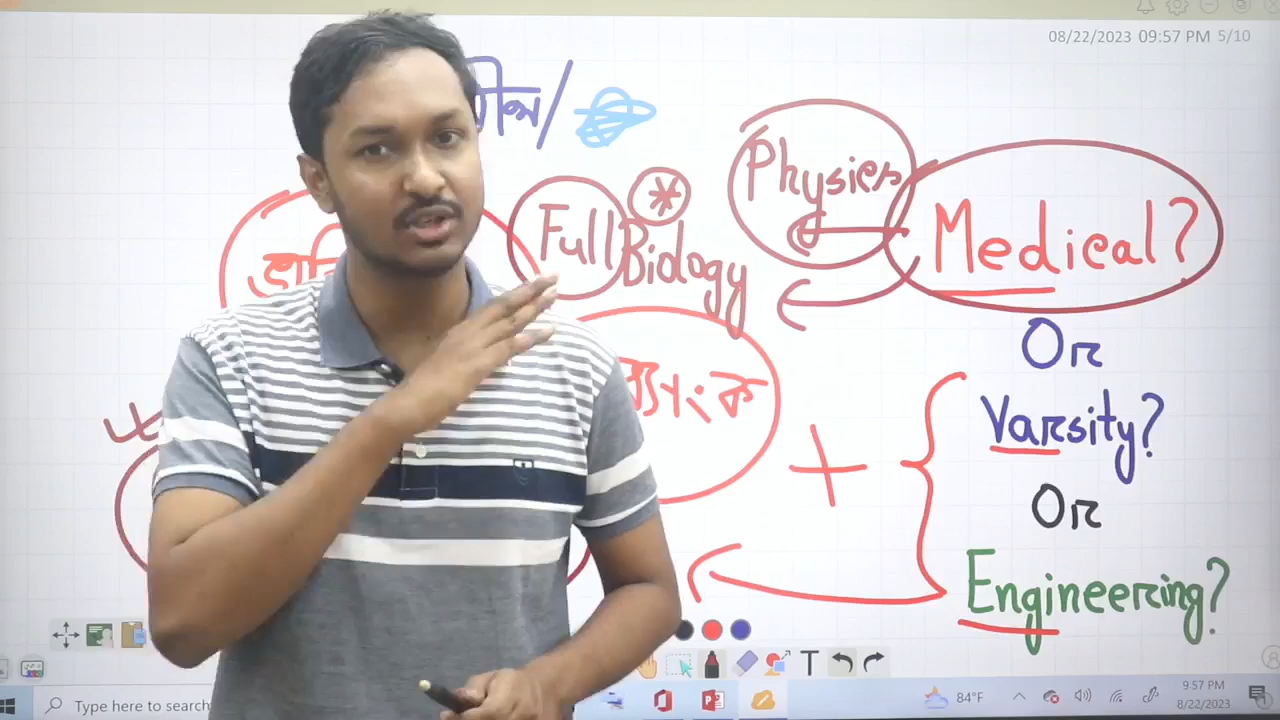 08/22/2023 09:57 PM 5/10
Physics
Full Biology
Medical?
Or
Varsity?
Or
Engineering?
+
T
Type here to search
84°F
9:57 PM
8/22/2023